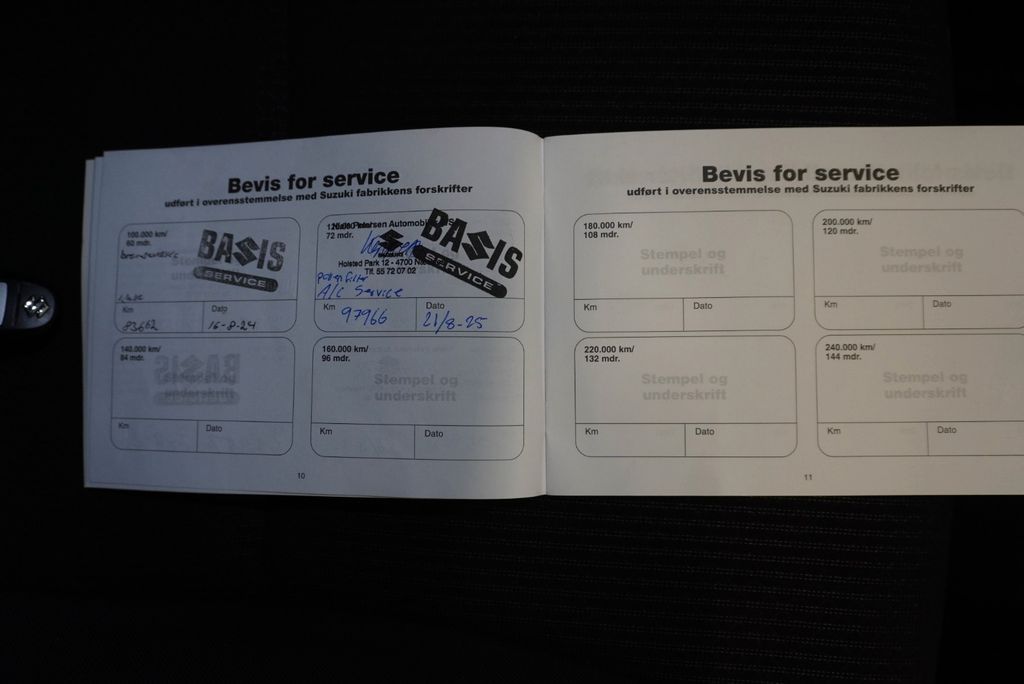 Bevis for service
udført i overensstemmelse med Suzuki fabrikkens forskrifter
100.000 km/
60 mdr.
BASIS
SERVICE
Km
83662
Dato
16-8-24
72 mdr.
Petersen Automobi
Holsted Park 12 - 4700 N
Tlf. 55 72 07 02
BASIS
SERVICE
pollenfilter
A/C Service
Km
97966
Dato
21/8-25
140.000 km/
84 mdr.
Stempel og
underskrift
Km
Dato
160.000 km/
96 mdr.
Stempel og
underskrift
Km
Dato
10
Bevis for service
udført i overensstemmelse med Suzuki fabrikkens forskrifter
180.000 km/
108 mdr.
Stempel og
underskrift
Km
Dato
200.000 km/
120 mdr.
Stempel og
underskrift
Km
Dato
220.000 km/
132 mdr.
Stempel og
underskrift
Km
Dato
240.000 km/
144 mdr.
Stempel og
underskrift
Km
Dato
11